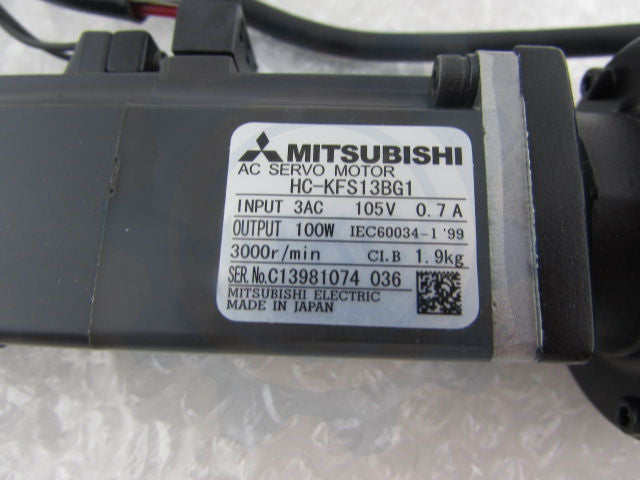 MITSUBISHI
AC SERVO MOTOR
HC-KFS13BG1
INPUT 3AC 105V 0.7A
OUTPUT 100W IEC60034-1 '99
3000r/min CI.B 1.9kg
SER.No.C13981074 036
MITSUBISHI ELECTRIC
MADE IN JAPAN